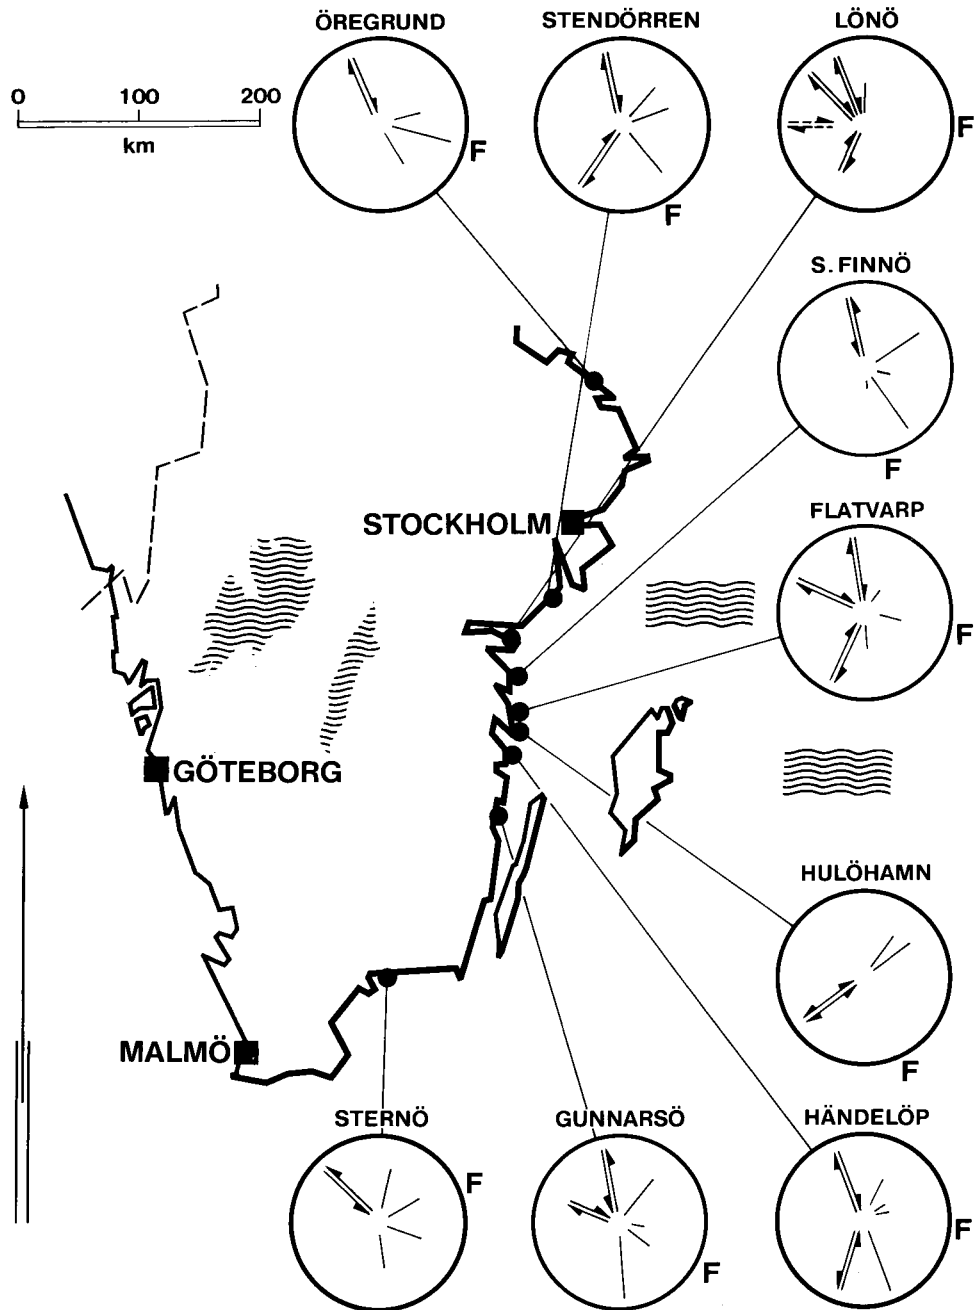 ÖREGRUND
STENDÖRREN
LÖNÖ
0 100 200
km
F
F
F
S. FINNÖ
F
STOCKHOLM
FLATVARP
F
GÖTEBORG
HULÖHAMN
F
MALMÖ
STERNÖ
GUNNARSÖ
HÄNDELÖP
F
F
F